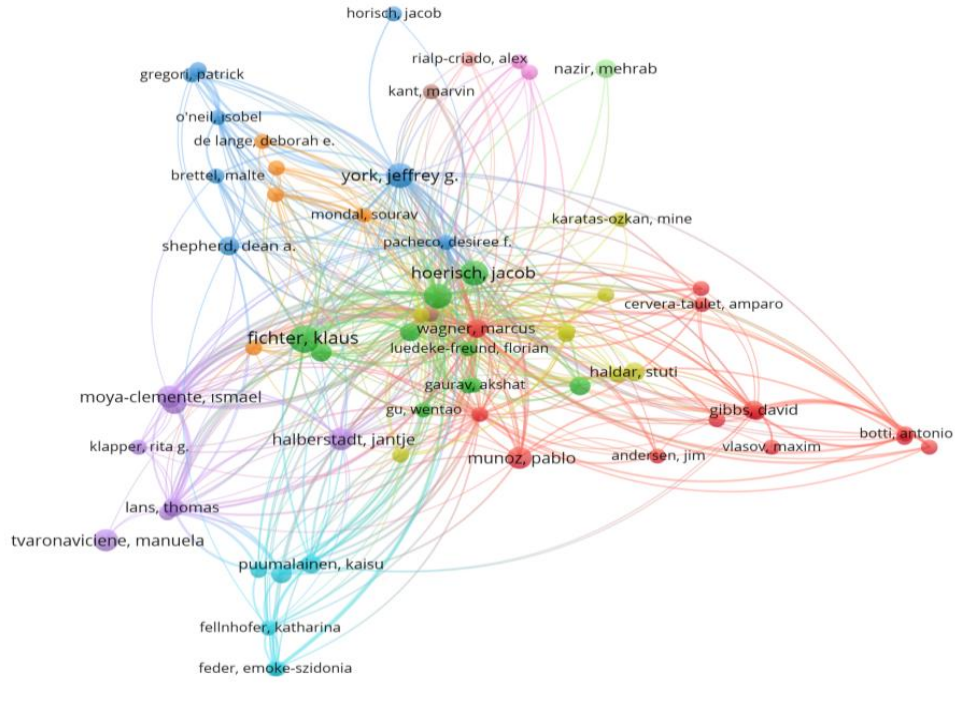 horisch, jacob
rialp-criado, alex
gregori, patrick
nazir, mehrab
kant, marvin
o'neil, isobel
de lange, deborah e.
brettel, malte
york, jeffrey g.
mondal, sourav
karatas-ozkan, mine
shepherd, dean a.
pacheco, desiree f.
hoerisch, jacob
cervera-taulet, amparo
wagner, marcus
fichter, klaus
luedeke-freund, florian
haldar, stuti
gaurav, akshat
moya-clemente, ismael
gu, wentao
gibbs, david
botti, antonio
halberstadt, jantje
klapper, rita g.
vlasov, maxim
munoz, pablo
andersen, jim
lans, thomas
tvaronaviciene, manuela
puumalainen, kaisu
fellnhofer, katharina
feder, emoke-szidonia